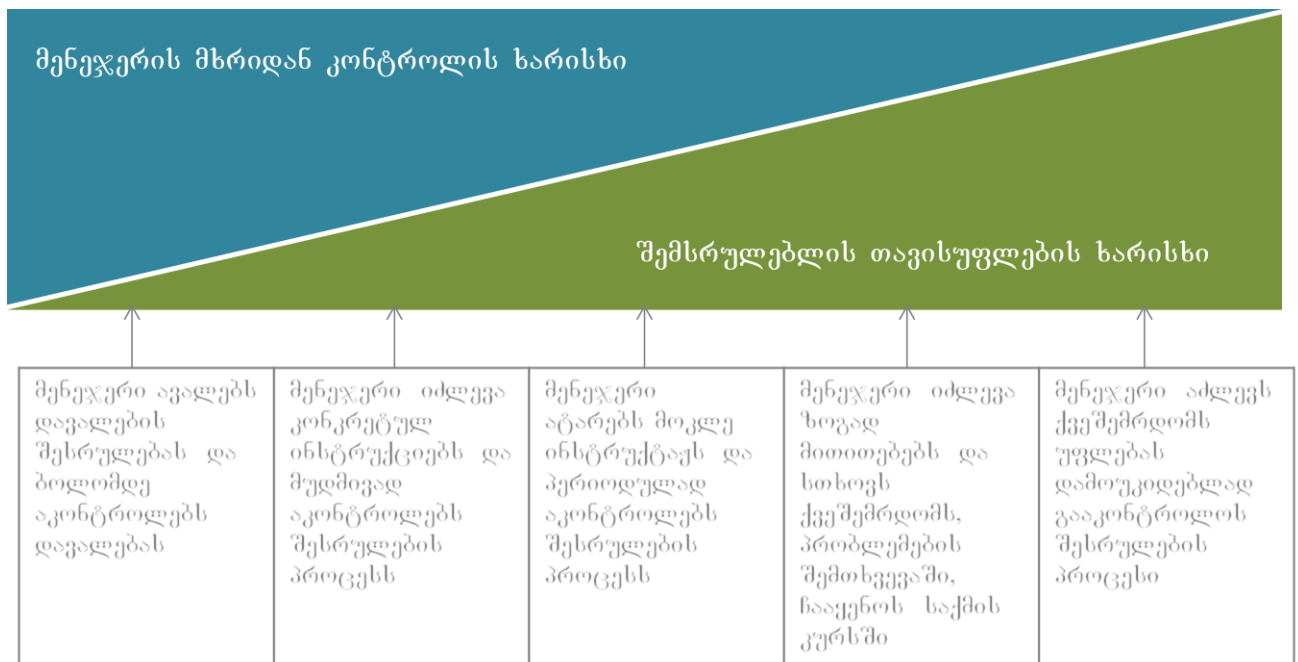 მენეჯერის მხრიდან კონტროლის ხარისხი
შემსრულებლის თავისუფლების ხარისხი
მენეჯერი ავალებს
დავალების
შესრულებას და
ბოლომდე
აკონტროლებს
დავალებას
მენეჯერი იძლევა
კონკრეტულ
ინსტრუქციებს და
მუდმივად
აკონტროლებს
შესრულების
პროცესს
მენეჯერი
ატარებს მოკლე
ინსტრუქტაჟს და
პერიოდულად
აკონტროლებს
შესრულების
პროცესს
მენეჯერი იძლევა
ზოგად
მითითებებს და
სთხოვს
ქვეშემრდომს,
პრობლემების
შემთხვევაში,
ჩააყენოს საქმის
კურსში
მენეჯერი აძლევს
ქვეშემრდომს
უფლებას
დამოუკიდებლად
გააკონტროლოს
შესრულების
პროცესი